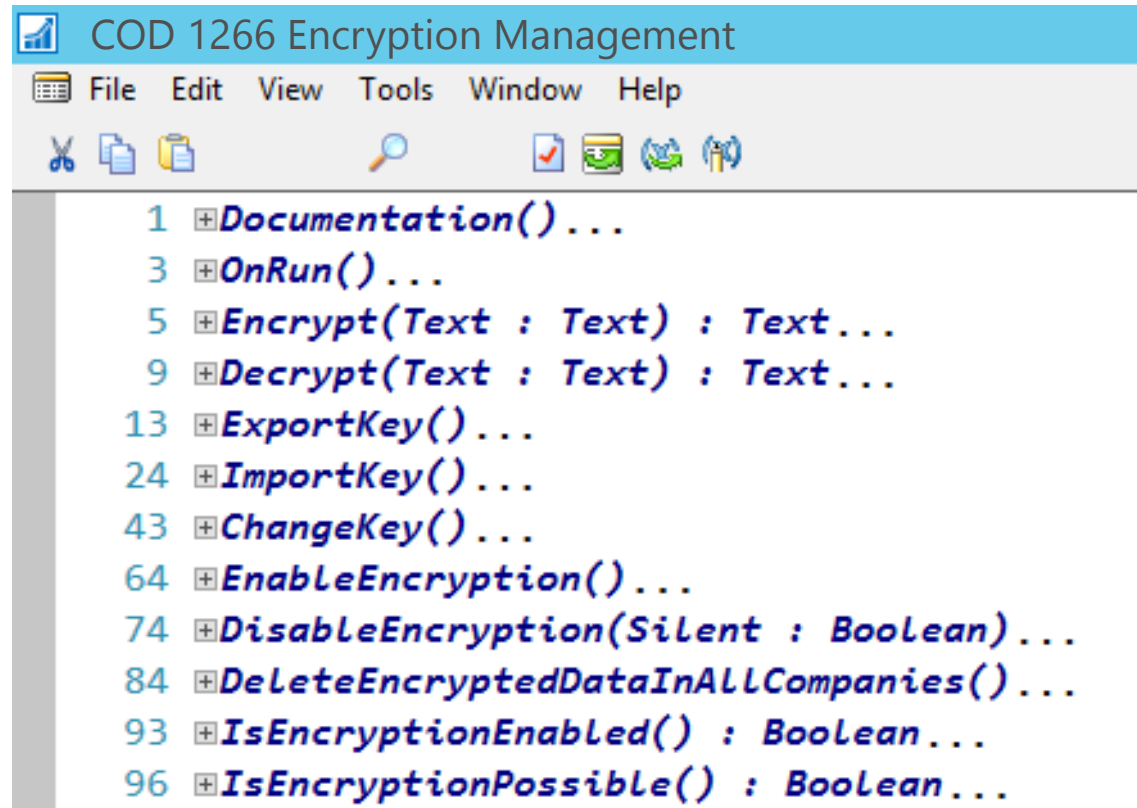 COD 1266 Encryption Management
File Edit View Tools Window Help
1 Documentation()...
3 OnRun()...
5 Encrypt(Text : Text) : Text...
9 Decrypt(Text : Text) : Text...
13 ExportKey()...
24 ImportKey()...
43 ChangeKey()...
64 EnableEncryption()...
74 DisableEncryption(Silent : Boolean)...
84 DeleteEncryptedDataInAllCompanies()...
93 IsEncryptionEnabled() : Boolean...
96 IsEncryptionPossible() : Boolean...